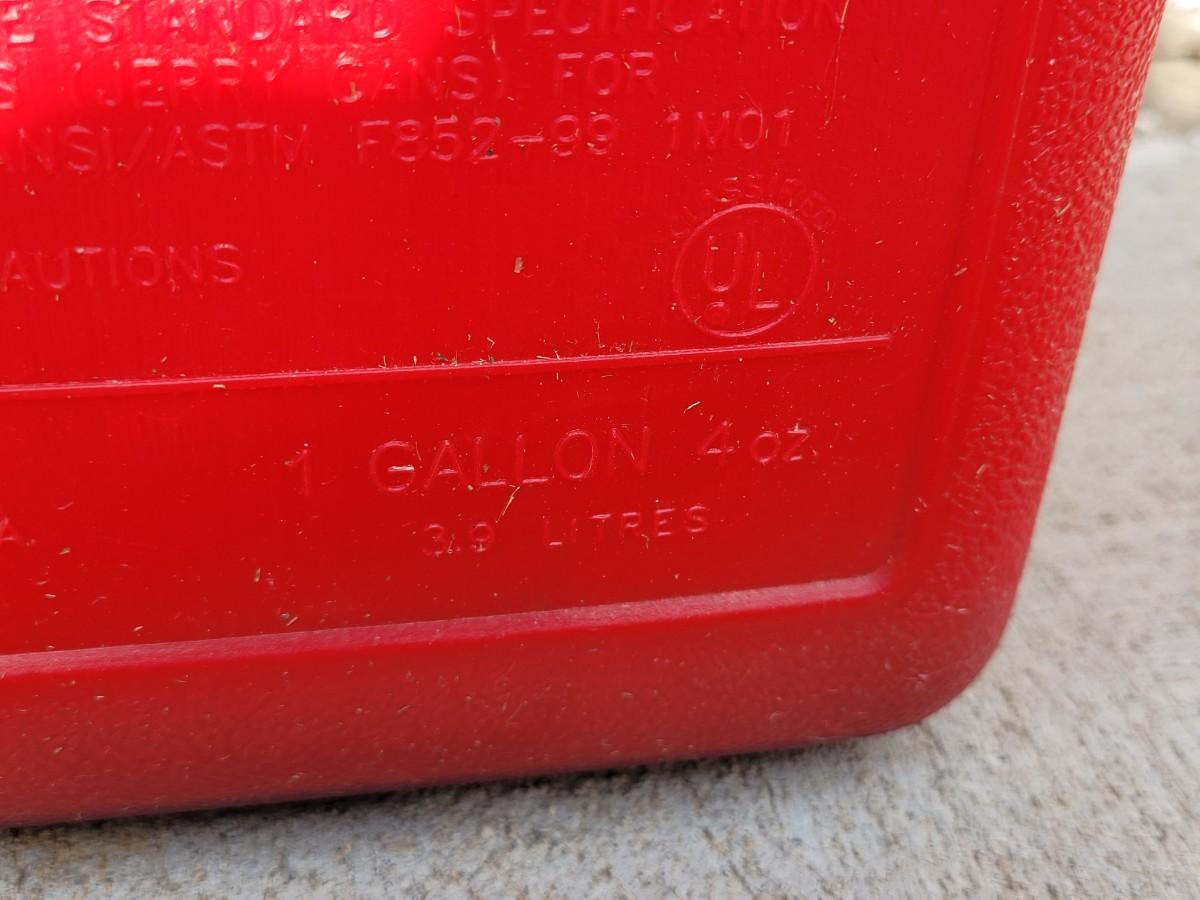 E STANDARD SPECIFICATION
S (JERRY CANS) FOR
ANSI/ASTM F852-99 1M01
CLASSIFIED
UL
AUTIONS
1 GALLON 4 oz.
3.9 LITRES
A.